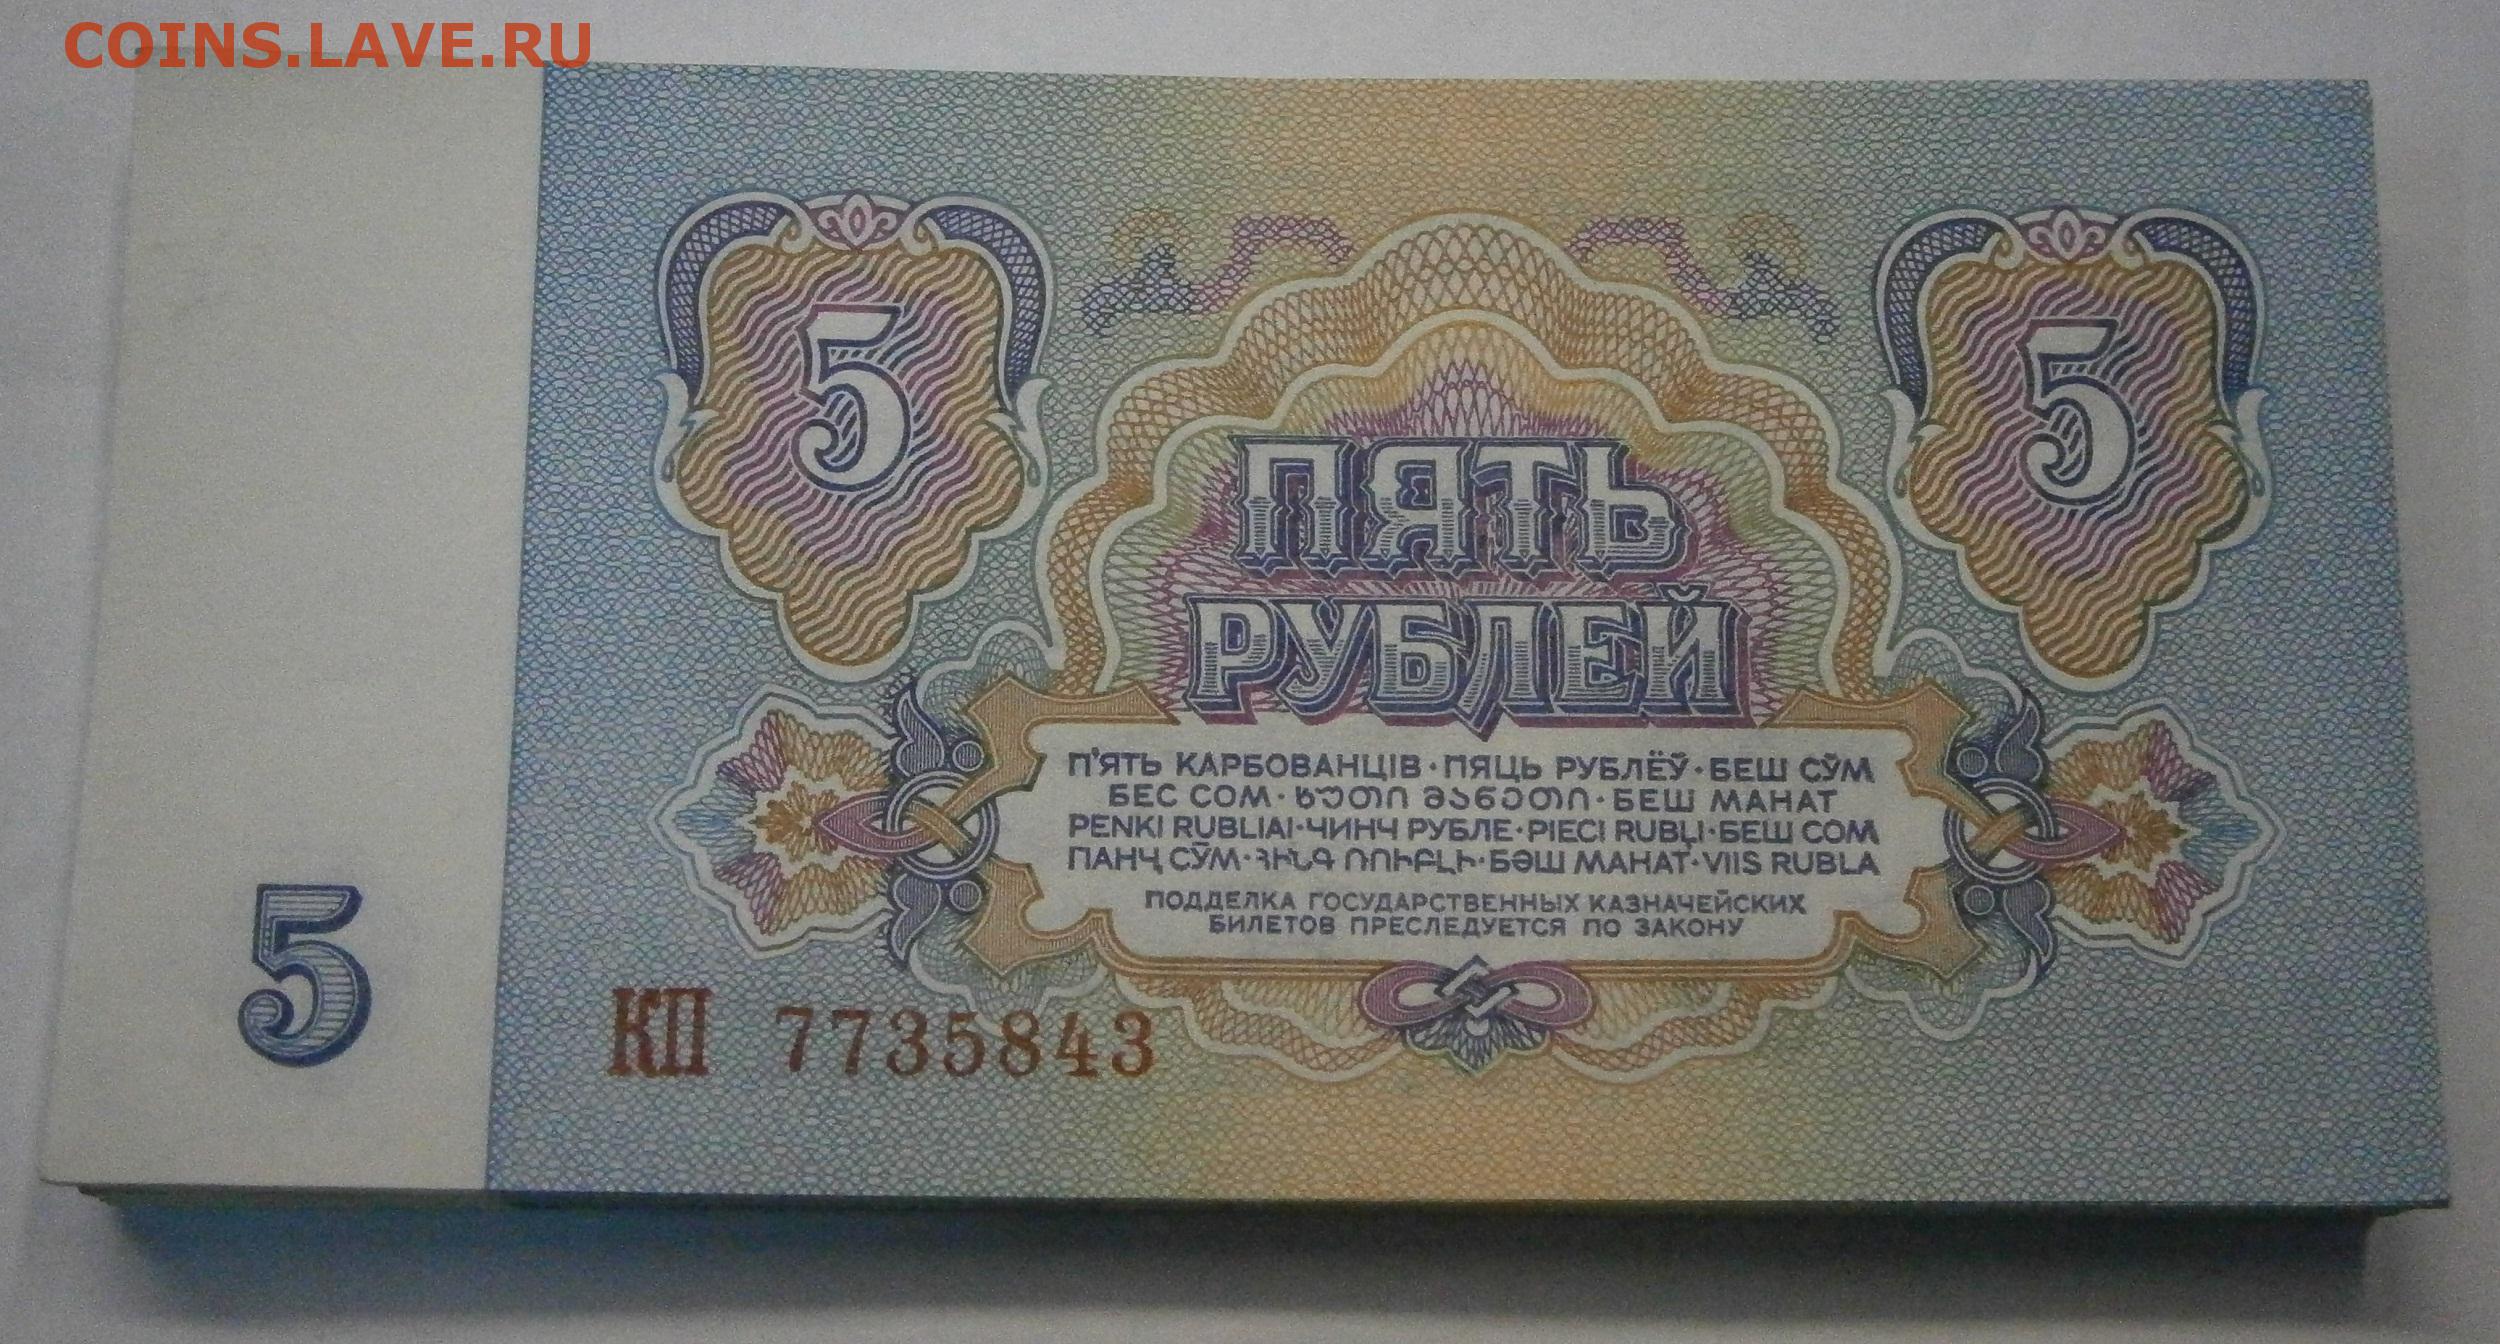 COINS.LAVE.RU
5
5
ПЯТЬ
РУБЛЕЙ
П'ЯТЬ КАРБОВАНЦІВ·ПЯЦЬ РУБЛЁЎ·БЕШ СЎМ
БЕС СОМ·ხუთი მანეთი·БЕШ МАНАТ
PENKI RUBLIAI·ЧИНЧ РУБЛЕ·PIECI RUBĻI·БЕШ СОМ
ПАНҶ СӮМ·ՀԻՆԳ ՌՈՒԲԼԻ·БӘШ МАНАТ·VIIS RUBLA
ПОДДЕЛКА ГОСУДАРСТВЕННЫХ КАЗНАЧЕЙСКИХ
БИЛЕТОВ ПРЕСЛЕДУЕТСЯ ПО ЗАКОНУ
5
КП 7735843